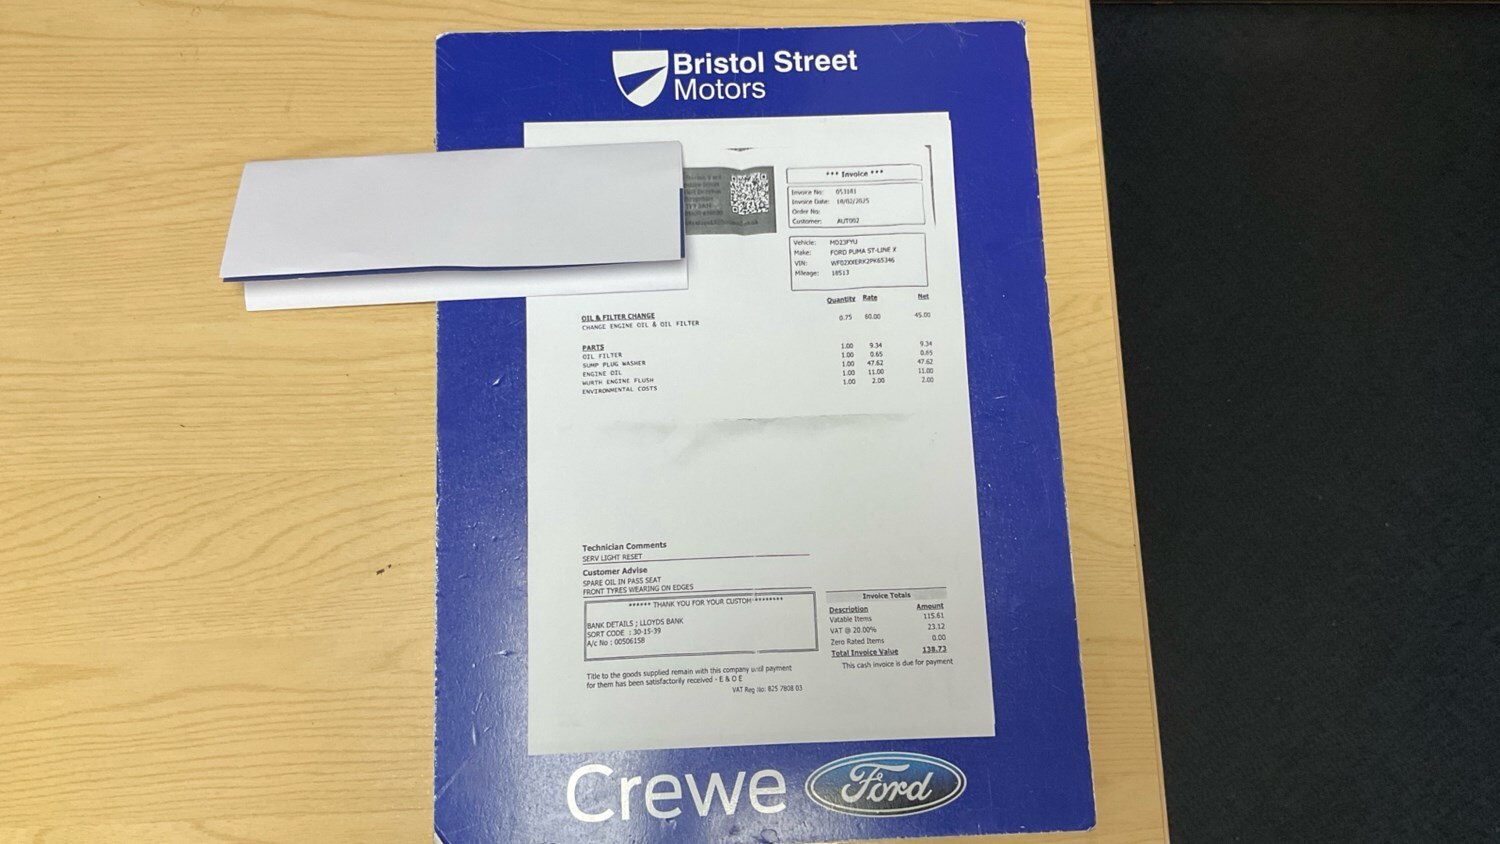 Bristol Street
Motors
*** Invoice ***
Invoice No: 053181
Invoice Date: 10/02/2025
Order No:
Customer: AUT002
Vehicle: MD23FYU
Make: FORD PUMA ST-LINE X
VIN: WF02XXERK2PK65346
Mileage: 18513
Quantity Rate Net
OIL & FILTER CHANGE
CHANGE ENGINE OIL & OIL FILTER 0.75 60.00 45.00
PARTS
OIL FILTER 1.00 9.34 9.34
SUMP PLUG WASHER 1.00 0.65 0.65
ENGINE OIL 1.00 47.62 47.62
WURTH ENGINE FLUSH 1.00 11.00 11.00
ENVIRONMENTAL COSTS 1.00 2.00 2.00
Technician Comments
SERV LIGHT RESET
Customer Advise
SPARE OIL IN PASS SEAT
FRONT TYRES WEARING ON EDGES
****** THANK YOU FOR YOUR CUSTOM ********
BANK DETAILS ; LLOYDS BANK
SORT CODE : 30-15-39
A/c No : 00506158
Invoice Totals
Description Amount
Vatable Items 115.61
VAT @ 20.00% 23.12
Zero Rated Items 0.00
Total Invoice Value 138.73
This cash invoice is due for payment
Title to the goods supplied remain with this company until payment
for them has been satisfactorily received - E & O E
VAT Reg No: 825 7808 03
Crewe Ford